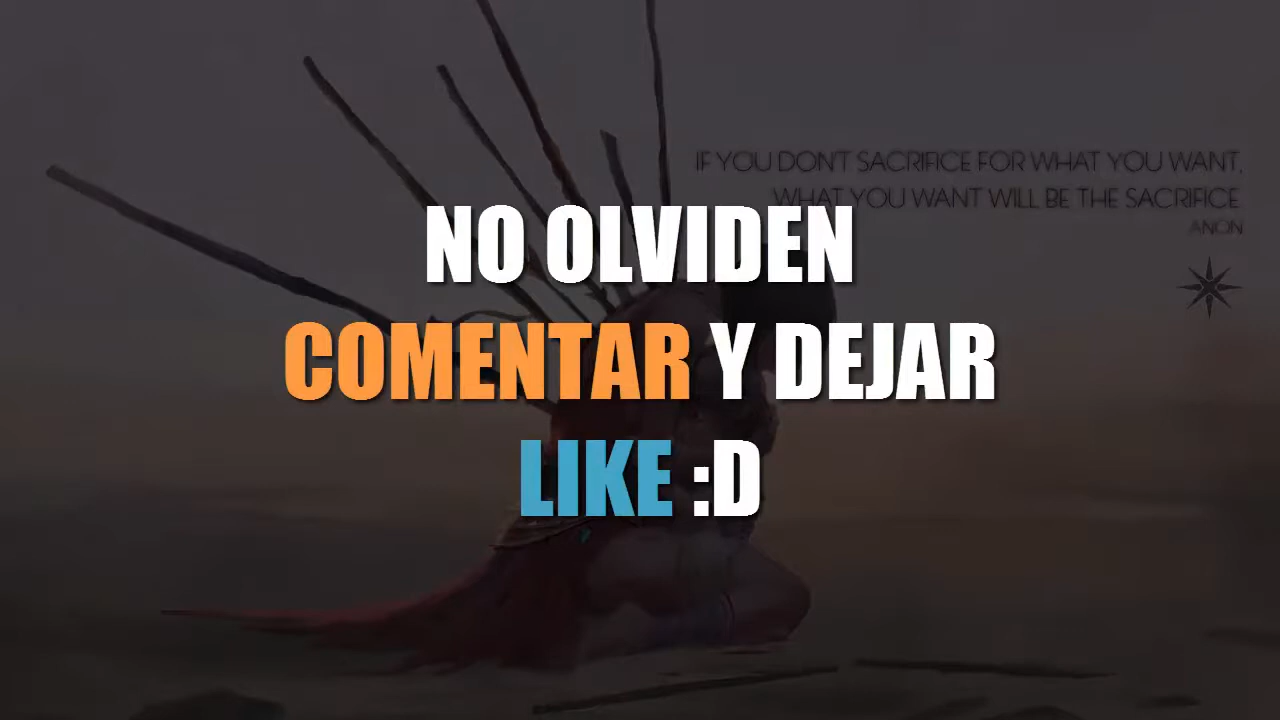 IF YOU DON'T SACRIFICE FOR WHAT YOU WANT,
WHAT YOU WANT WILL BE THE SACRIFICE
ANON
NO OLVIDEN
COMENTAR Y DEJAR
LIKE :D